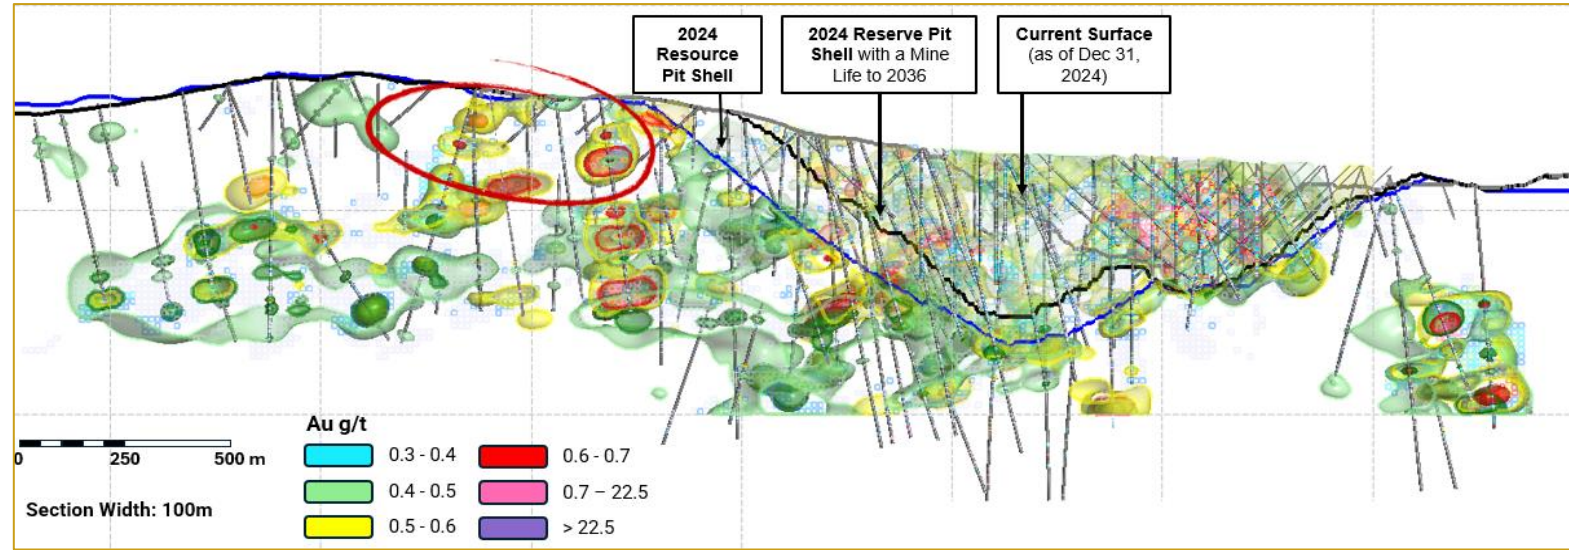 2024
Resource
Pit Shell
2024 Reserve Pit
Shell with a Mine
Life to 2036
Current Surface
(as of Dec 31,
2024)
Au g/t
0.3 - 0.4
0.6 - 0.7
0.4 - 0.5
0.7 – 22.5
0.5 - 0.6
> 22.5
0 250 500 m
Section Width: 100m